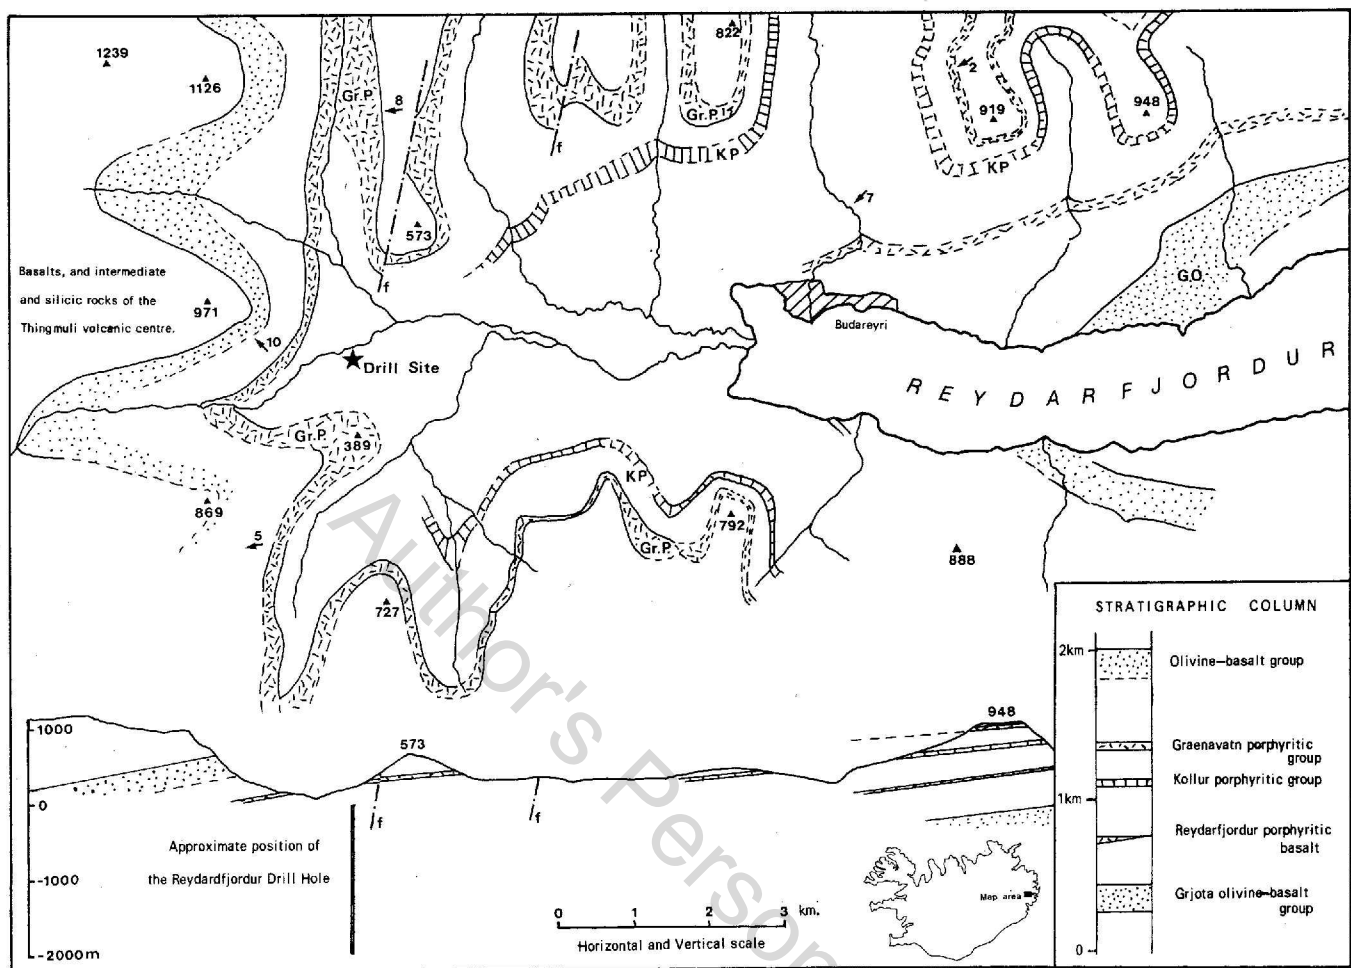 1239
1126
Gr.P.
8
822
Gr.P.
KP
f
2
919
948
KP
7
573
f
Basalts, and intermediate
and silicic rocks of the
Thingmuli volcanic centre.
971
10
Drill Site
Budareyri
G.O.
REYDARFJORDUR
Gr.P.
389
KP
869
5
792
Gr.P.
888
727
Author's Person
STRATIGRAPHIC COLUMN
2km
Olivine-basalt group
Graenavatn porphyritic
group
Kollur porphyritic group
1km
Reydarfjordur porphyritic
basalt
Grjota olivine-basalt
group
0
1000
573
948
0
f
f
Approximate position of
the Reydardfjordur Drill Hole
-1000
-2000m
0 1 2 3 km.
Horizontal and Vertical scale
Map area